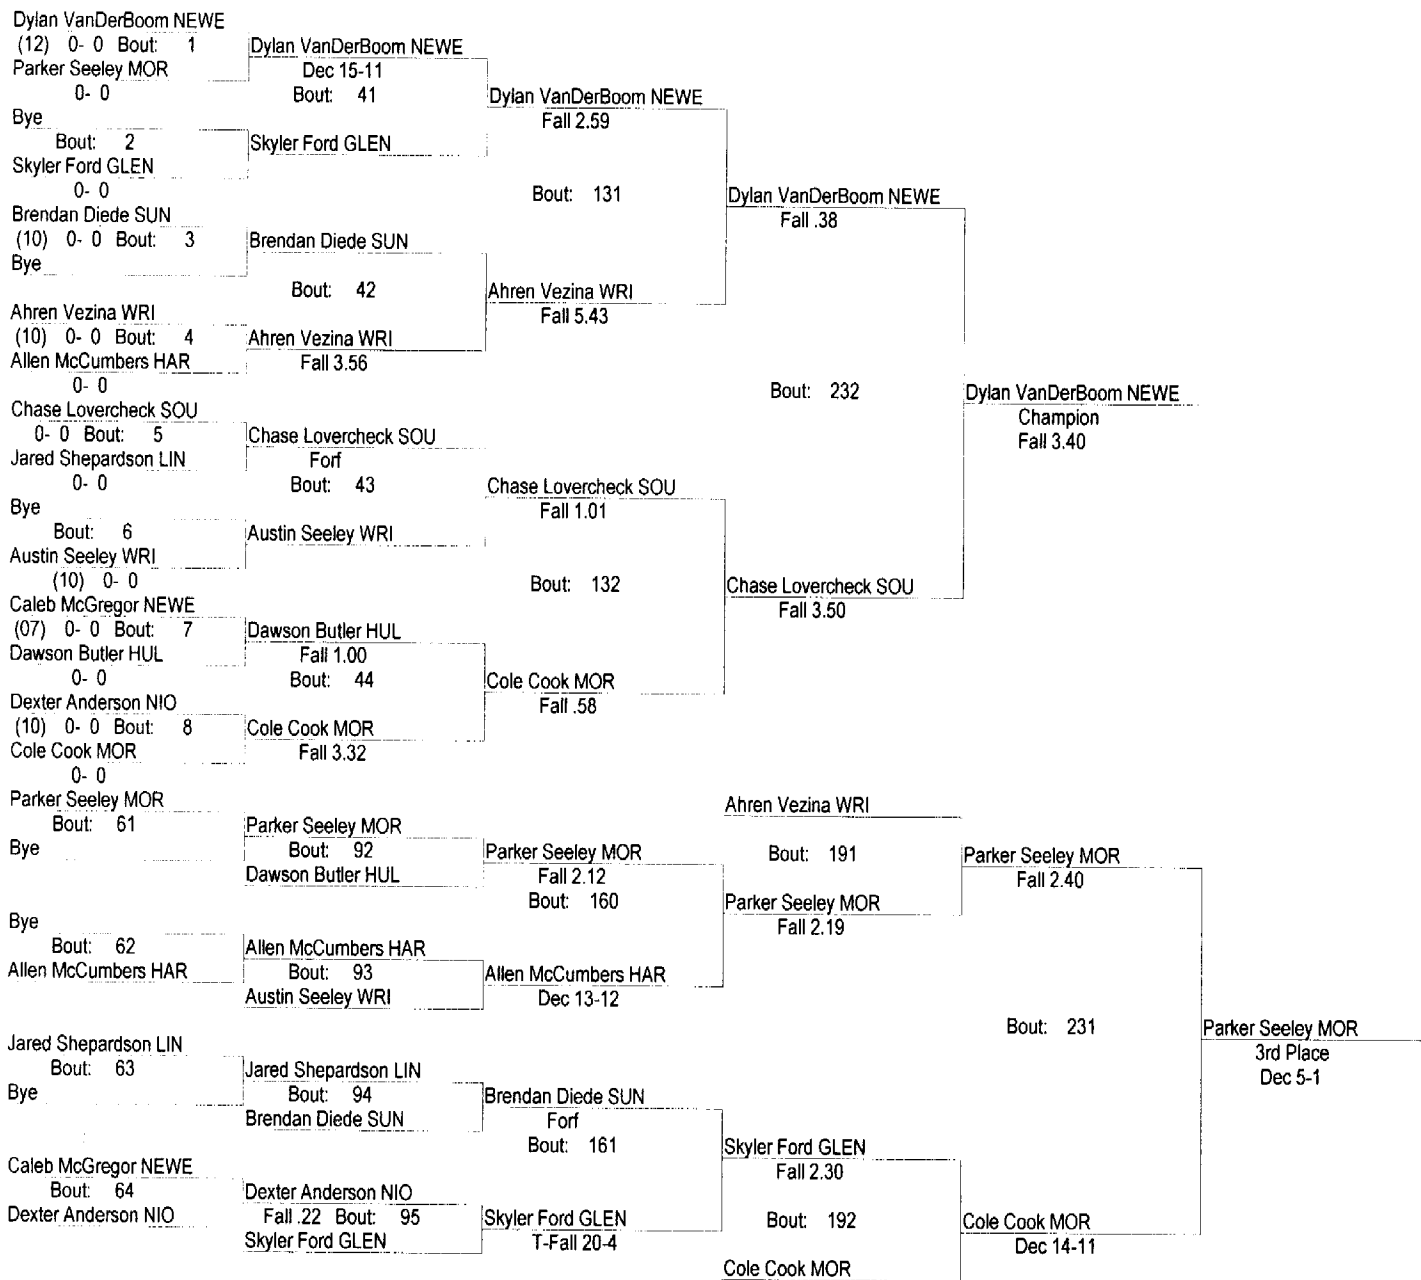 Dylan VanDerBoom NEWE
(12) 0- 0 Bout: 1
Parker Seeley MOR
0- 0
Bye
Bout: 2
Skyler Ford GLEN
0- 0
Brendan Diede SUN
(10) 0- 0 Bout: 3
Bye
Ahren Vezina WRI
(10) 0- 0 Bout: 4
Allen McCumbers HAR
0- 0
Chase Lovercheck SOU
0- 0 Bout: 5
Jared Shepardson LIN
0- 0
Bye
Bout: 6
Austin Seeley WRI
(10) 0- 0
Caleb McGregor NEWE
(07) 0- 0 Bout: 7
Dawson Butler HUL
0- 0
Dexter Anderson NIO
(10) 0- 0 Bout: 8
Cole Cook MOR
0- 0
Dylan VanDerBoom NEWE
Dec 15-11
Bout: 41
Skyler Ford GLEN
Brendan Diede SUN
Bout: 42
Ahren Vezina WRI
Fall 3.56
Chase Lovercheck SOU
Forf
Bout: 43
Austin Seeley WRI
Dawson Butler HUL
Fall 1.00
Bout: 44
Cole Cook MOR
Fall 3.32
Dylan VanDerBoom NEWE
Fall 2.59
Bout: 131
Ahren Vezina WRI
Fall 5.43
Chase Lovercheck SOU
Fall 1.01
Bout: 132
Cole Cook MOR
Fall .58
Dylan VanDerBoom NEWE
Fall .38
Bout: 232
Chase Lovercheck SOU
Fall 3.50
Dylan VanDerBoom NEWE
Champion
Fall 3.40
Parker Seeley MOR
Bout: 61
Bye
Bye
Bout: 62
Allen McCumbers HAR
Jared Shepardson LIN
Bout: 63
Bye
Caleb McGregor NEWE
Bout: 64
Dexter Anderson NIO
Parker Seeley MOR
Bout: 92
Dawson Butler HUL
Allen McCumbers HAR
Bout: 93
Austin Seeley WRI
Jared Shepardson LIN
Bout: 94
Brendan Diede SUN
Dexter Anderson NIO
Fall .22 Bout: 95
Skyler Ford GLEN
Parker Seeley MOR
Fall 2.12
Bout: 160
Allen McCumbers HAR
Dec 13-12
Brendan Diede SUN
Forf
Bout: 161
Skyler Ford GLEN
T-Fall 20-4
Ahren Vezina WRI
Bout: 191
Parker Seeley MOR
Fall 2.19
Skyler Ford GLEN
Fall 2.30
Bout: 192
Cole Cook MOR
Parker Seeley MOR
Fall 2.40
Bout: 231
Cole Cook MOR
Dec 14-11
Parker Seeley MOR
3rd Place
Dec 5-1